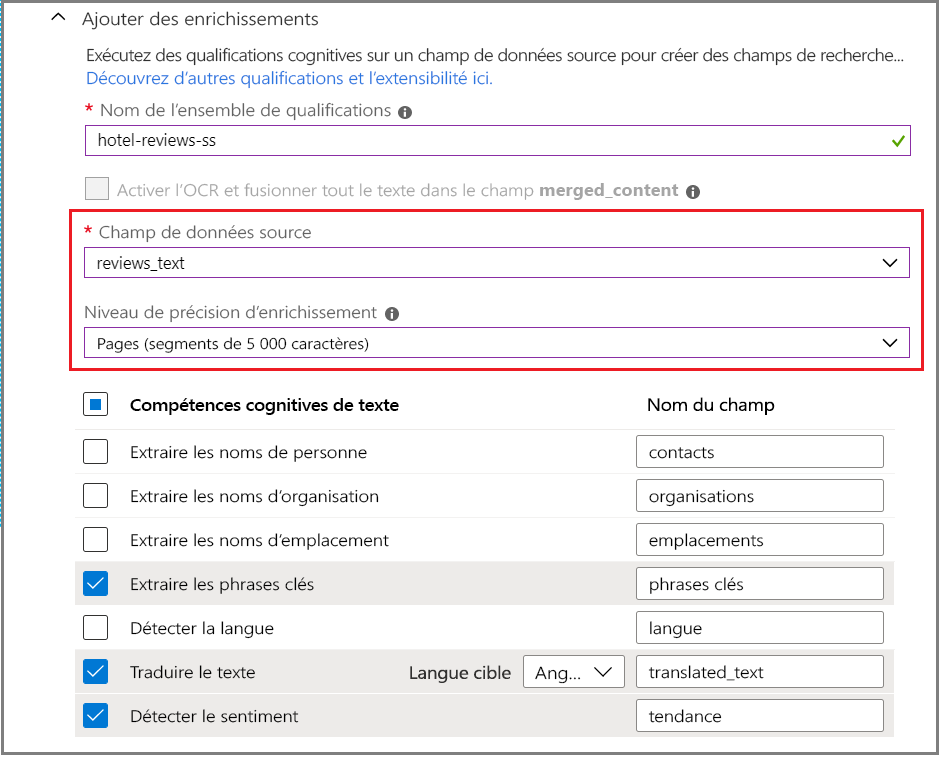 Ajouter des enrichissements
Exécutez des qualifications cognitives sur un champ de données source pour créer des champs de recherche...
Découvrez d’autres qualifications et l’extensibilité ici.
* Nom de l’ensemble de qualifications
hotel-reviews-ss
Activer l’OCR et fusionner tout le texte dans le champ merged_content
* Champ de données source
reviews_text
Niveau de précision d’enrichissement
Pages (segments de 5 000 caractères)
Compétences cognitives de texte Nom du champ
Extraire les noms de personne contacts
Extraire les noms d’organisation organisations
Extraire les noms d’emplacement emplacements
Extraire les phrases clés phrases clés
Détecter la langue langue
Traduire le texte Langue cible Ang... translated_text
Détecter le sentiment tendance